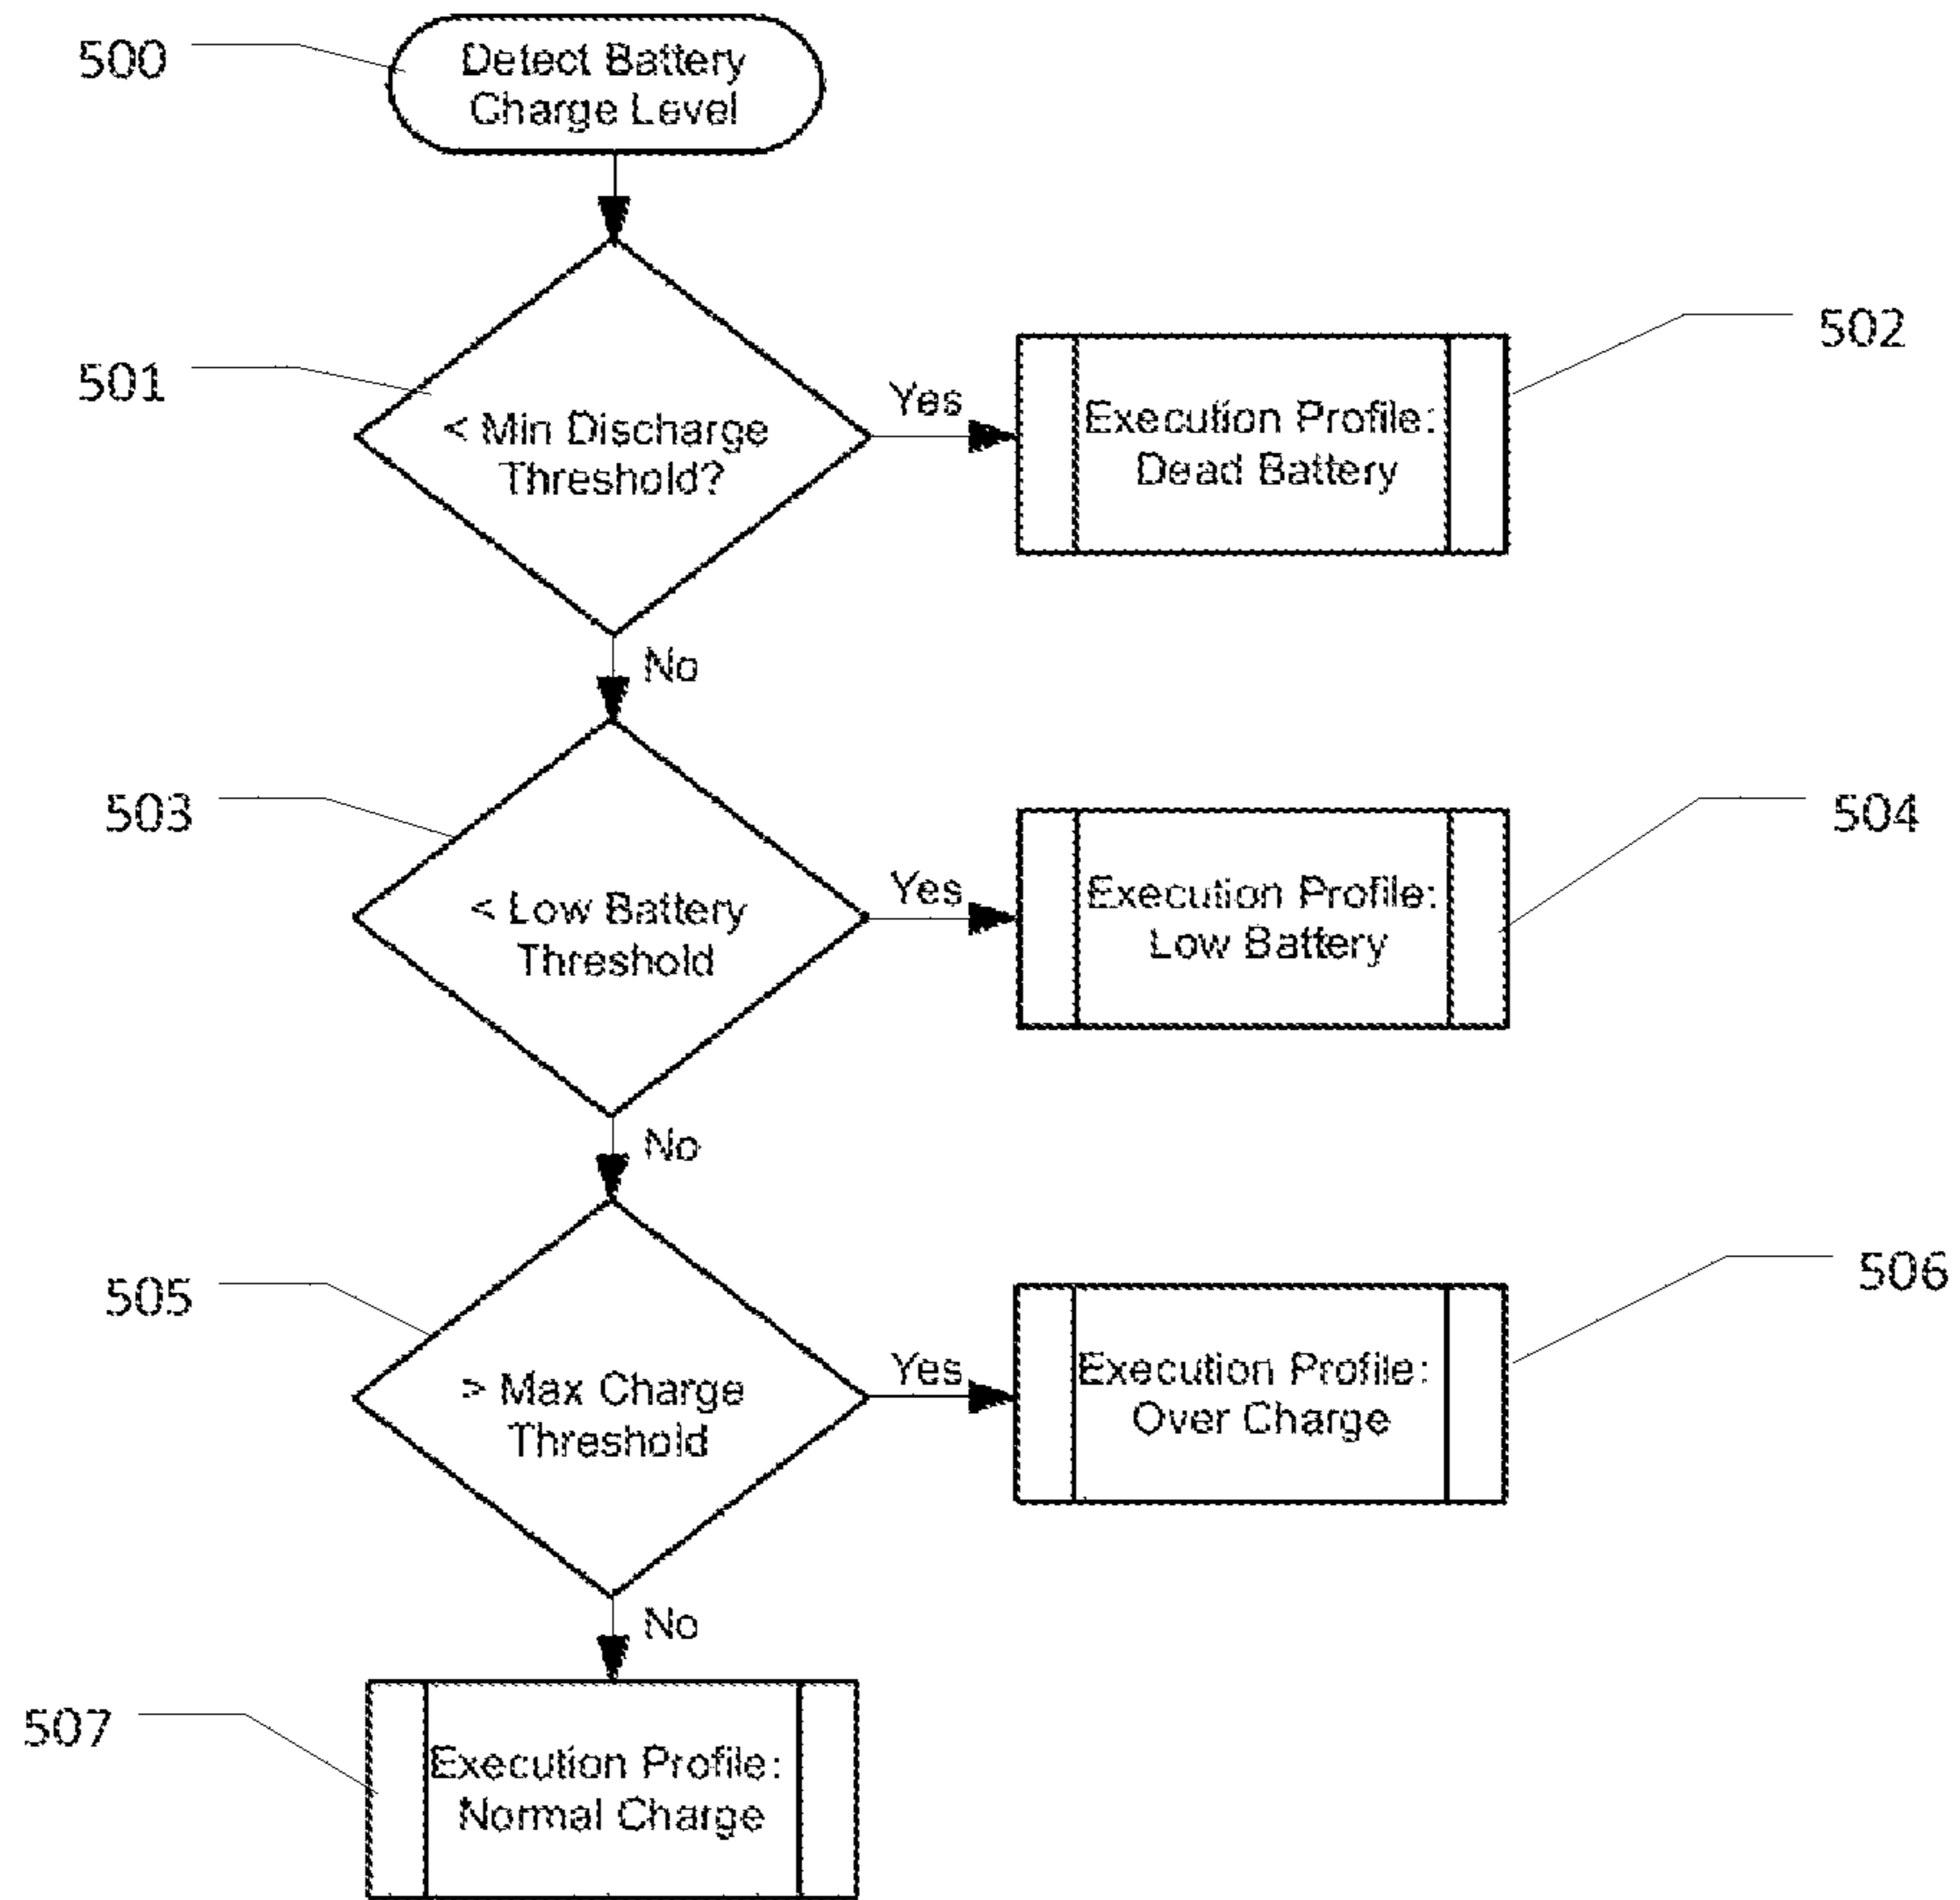 500
Detect Battery
Charge Level
501
< Min Discharge
Threshold?
Yes
502
Execution Profile:
Dead Battery
No
503
< Low Battery
Threshold
Yes
504
Execution Profile:
Low Battery
No
505
> Max Charge
Threshold
Yes
506
Execution Profile:
Over Charge
No
507
Execution Profile:
Normal Charge